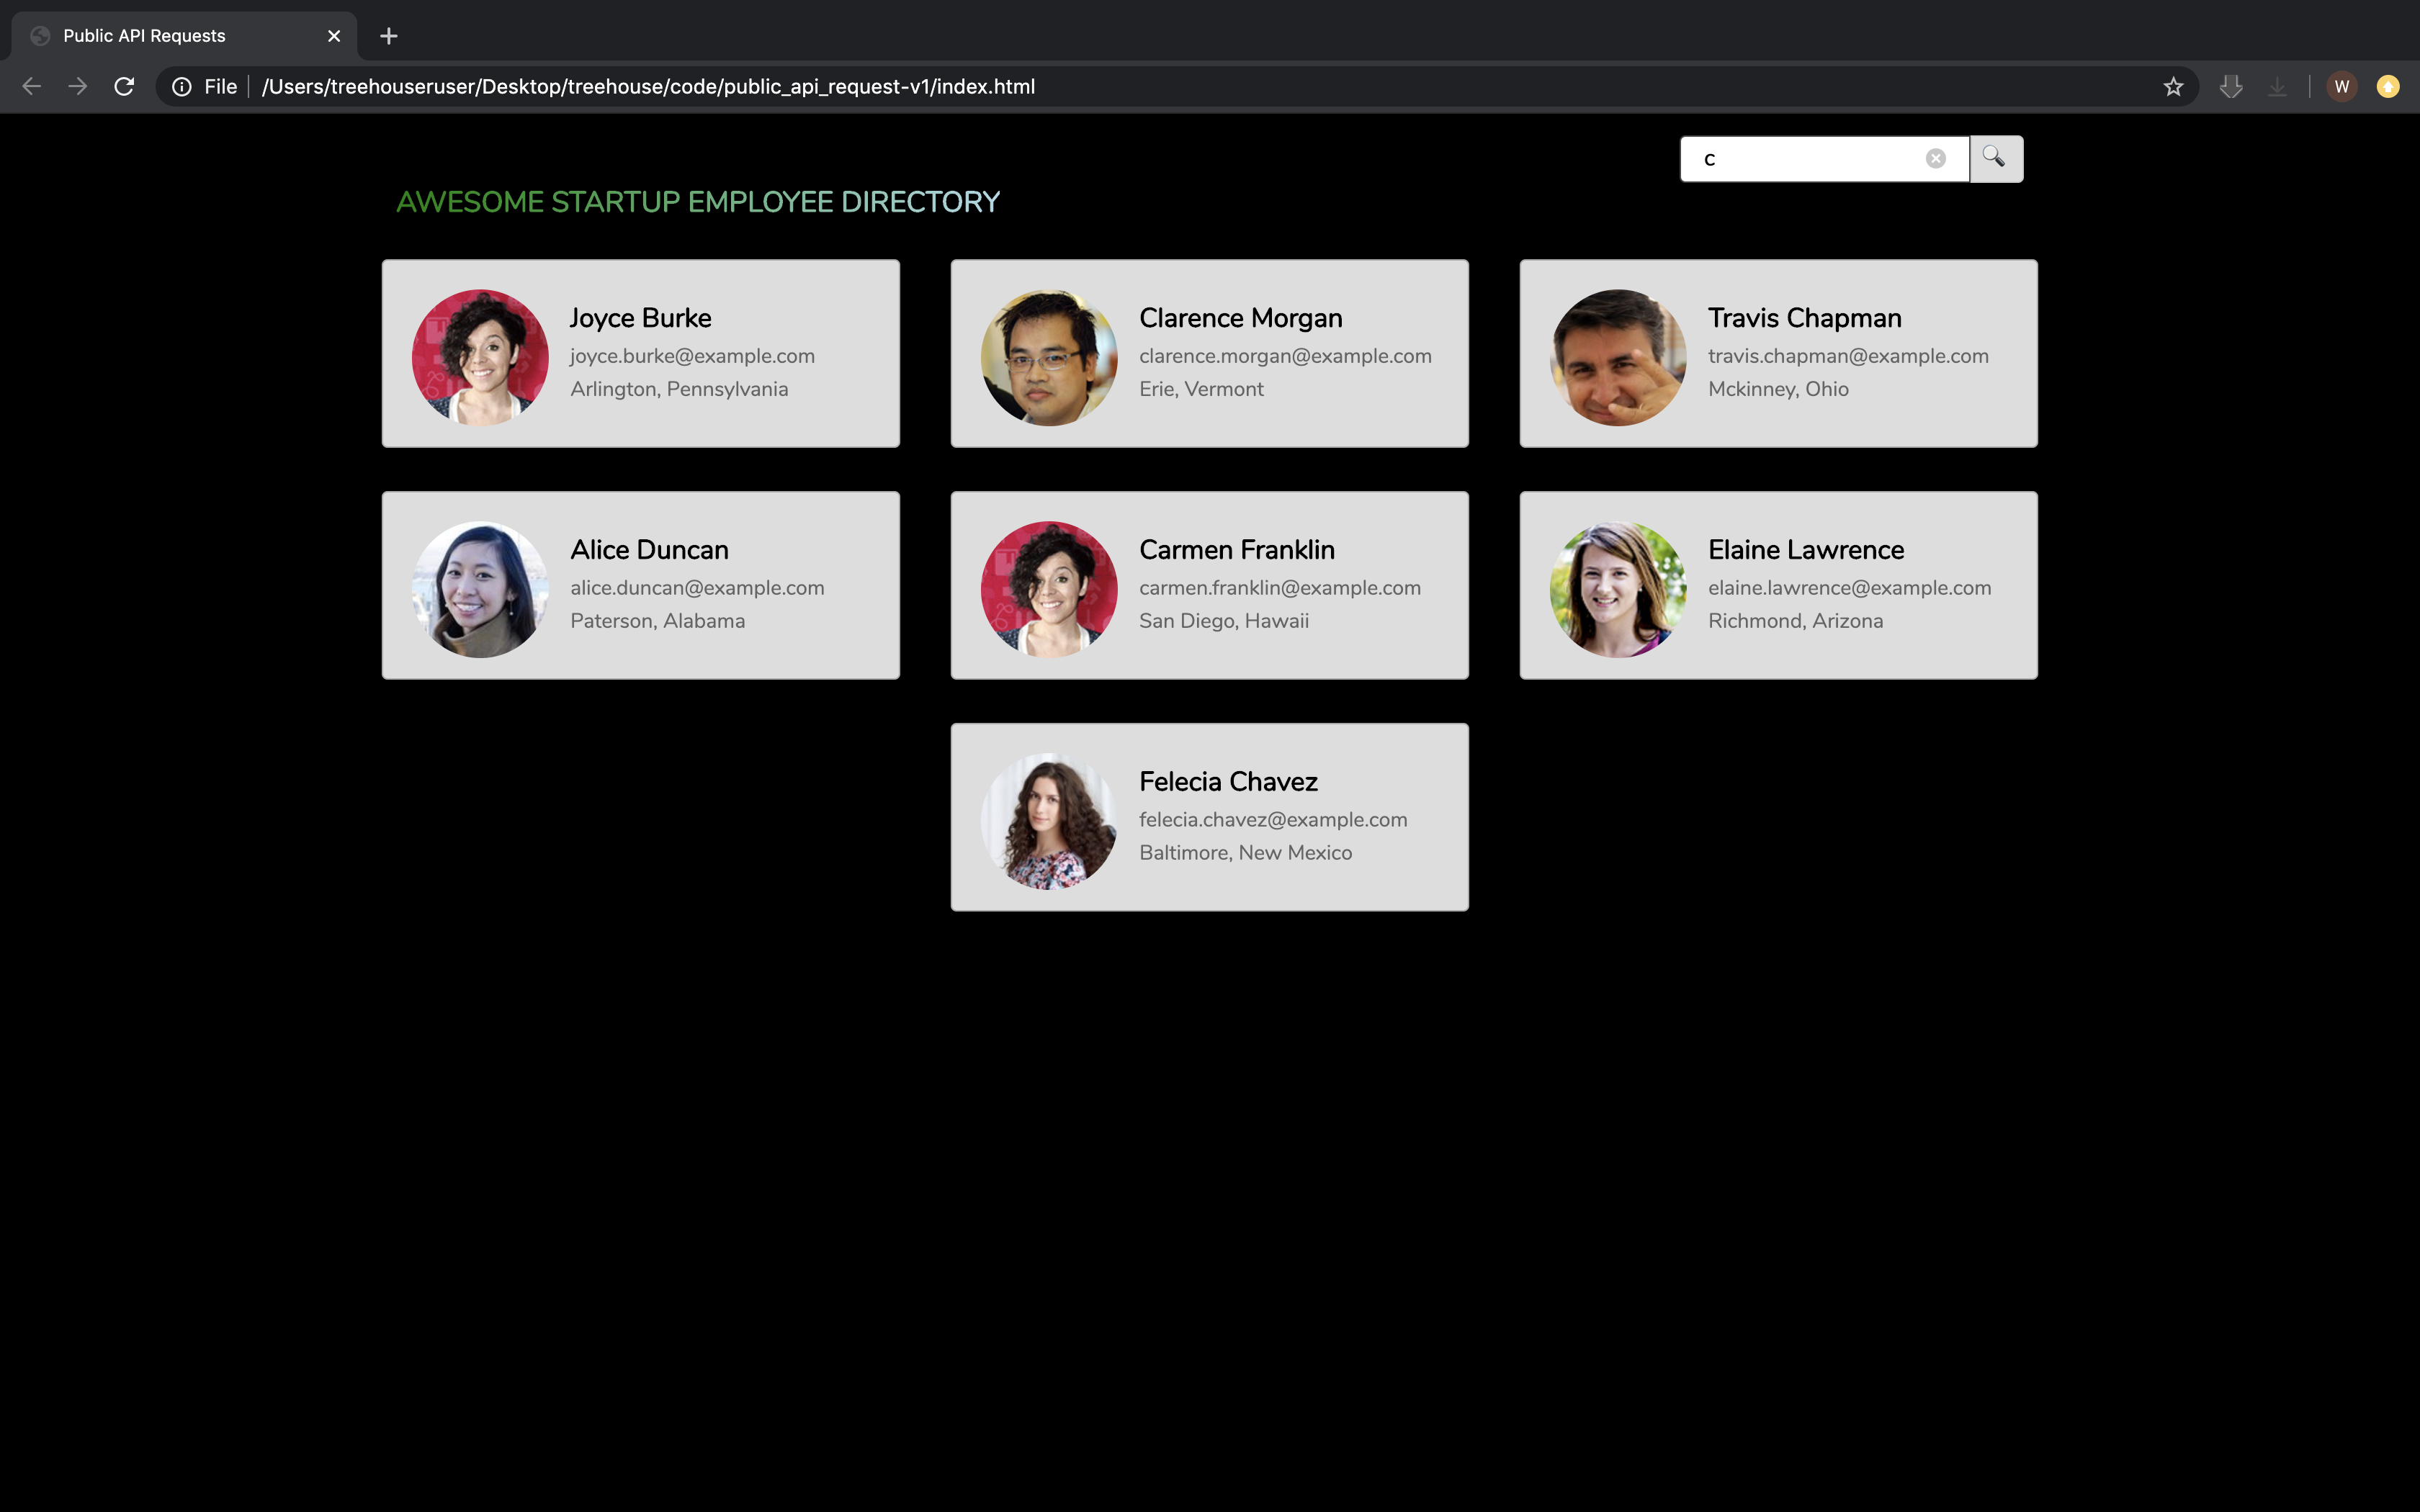 Public API Requests
File /Users/treehouseruser/Desktop/treehouse/code/public_api_request-v1/index.html
W
c
AWESOME STARTUP EMPLOYEE DIRECTORY
Joyce Burke
joyce.burke@example.com
Arlington, Pennsylvania
Clarence Morgan
clarence.morgan@example.com
Erie, Vermont
Travis Chapman
travis.chapman@example.com
Mckinney, Ohio
Alice Duncan
alice.duncan@example.com
Paterson, Alabama
Carmen Franklin
carmen.franklin@example.com
San Diego, Hawaii
Elaine Lawrence
elaine.lawrence@example.com
Richmond, Arizona
Felecia Chavez
felecia.chavez@example.com
Baltimore, New Mexico